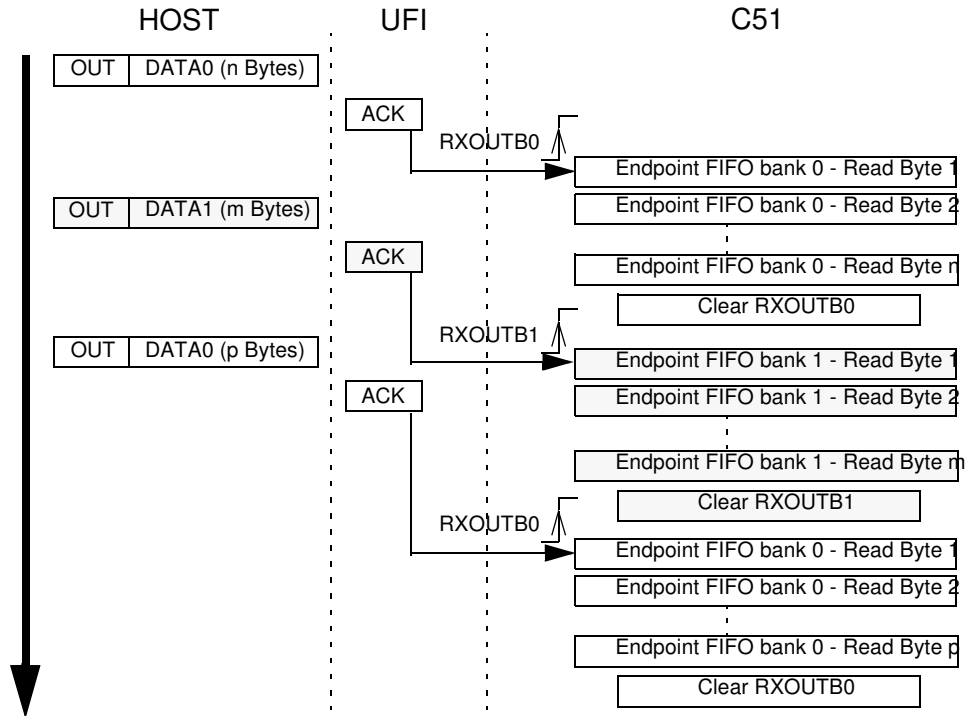 HOST UFI C51
OUT DATA0 (n Bytes)
ACK
RXOUTB0
Endpoint FIFO bank 0 - Read Byte 1
OUT DATA1 (m Bytes)
Endpoint FIFO bank 0 - Read Byte 2
ACK
Endpoint FIFO bank 0 - Read Byte n
Clear RXOUTB0
RXOUTB1
OUT DATA0 (p Bytes)
Endpoint FIFO bank 1 - Read Byte 1
ACK
Endpoint FIFO bank 1 - Read Byte 2
Endpoint FIFO bank 1 - Read Byte m
Clear RXOUTB1
RXOUTB0
Endpoint FIFO bank 0 - Read Byte 1
Endpoint FIFO bank 0 - Read Byte 2
Endpoint FIFO bank 0 - Read Byte p
Clear RXOUTB0